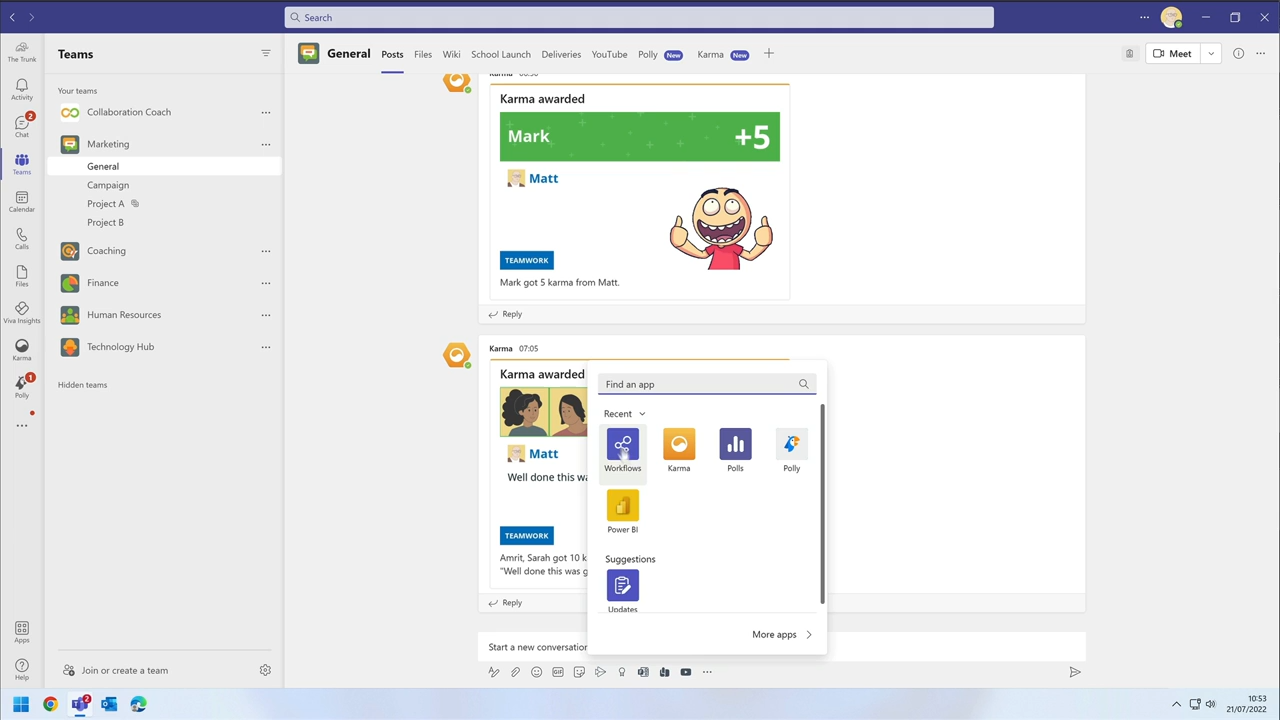 Search
The Trunk
Activity
2
Chat
Teams
Calendar
Calls
Files
Viva Insights
Karma
1
Polly
Apps
Help
Teams
Your teams
Collaboration Coach
Marketing
General
Campaign
Project A
Project B
Coaching
Finance
Human Resources
Technology Hub
Hidden teams
Join or create a team
General Posts Files Wiki School Launch Deliveries YouTube Polly New Karma New
Meet
Karma awarded
Mark +5
Matt
TEAMWORK
Mark got 5 karma from Matt.
Reply
Karma 07:05
Karma awarded
Matt
Well done this wa
TEAMWORK
Amrit, Sarah got 10 k
"Well done this was g
Reply
Find an app
Recent
Workflows Karma Polls Polly
Power BI
Suggestions
Updates
More apps
Start a new conversation
GIF
2
10:53
21/07/2022